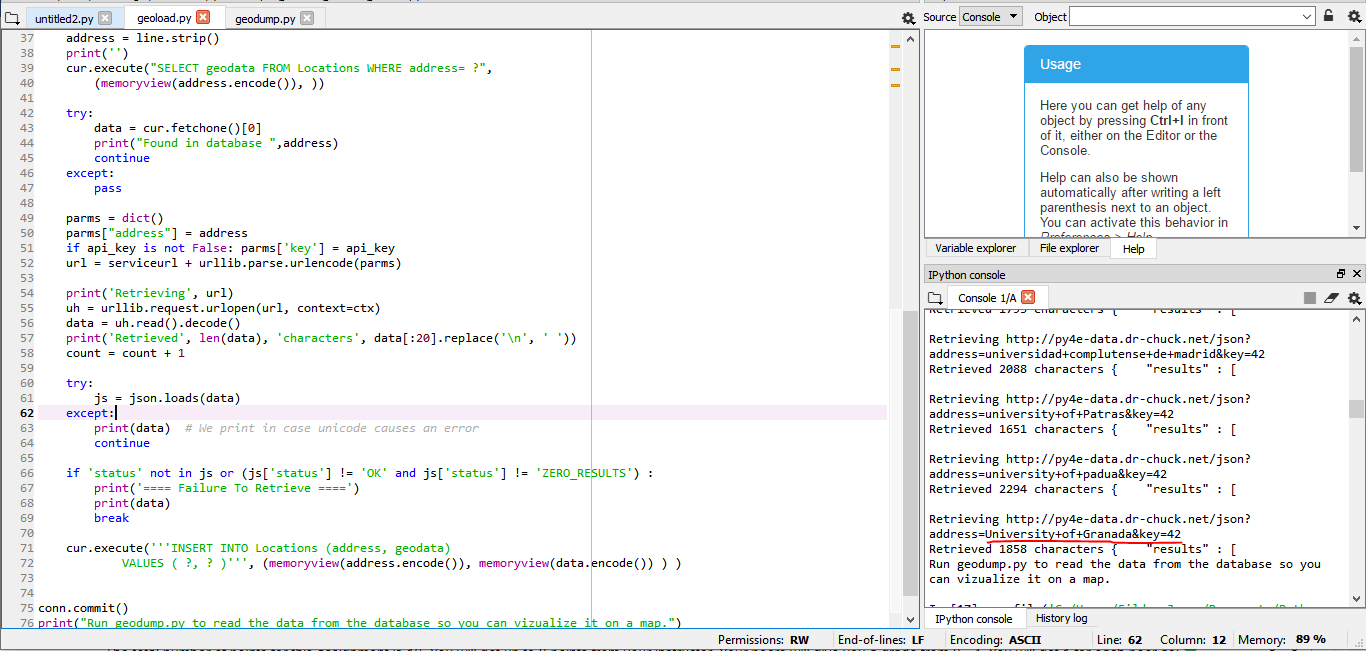 untitled2.py
geoload.py
geodump.py
37 address = line.strip()
38 print('')
39 cur.execute("SELECT geodata FROM Locations WHERE address= ?",
40 (memoryview(address.encode()), ))
41
42 try:
43 data = cur.fetchone()[0]
44 print("Found in database ",address)
45 continue
46 except:
47 pass
48
49 parms = dict()
50 parms["address"] = address
51 if api_key is not False: parms['key'] = api_key
52 url = serviceurl + urllib.parse.urlencode(parms)
53
54 print('Retrieving', url)
55 uh = urllib.request.urlopen(url, context=ctx)
56 data = uh.read().decode()
57 print('Retrieved', len(data), 'characters', data[:20].replace('\n', ' '))
58 count = count + 1
59
60 try:
61 js = json.loads(data)
62 except:
63 print(data) # We print in case unicode causes an error
64 continue
65
66 if 'status' not in js or (js['status'] != 'OK' and js['status'] != 'ZERO_RESULTS') :
67 print('==== Failure To Retrieve ====')
68 print(data)
69 break
70
71 cur.execute('''INSERT INTO Locations (address, geodata)
72 VALUES ( ?, ? )''', (memoryview(address.encode()), memoryview(data.encode()) ) )
73
74
75 conn.commit()
76 print("Run geodump.py to read the data from the database so you can vizualize it on a map.")
Source Console Object
Usage
Here you can get help of any
object by pressing Ctrl+I in front
of it, either on the Editor or the
Console.
Help can also be shown
automatically after writing a left
parenthesis next to an object.
You can activate this behavior in
Preferences > Help.
Variable explorer File explorer Help
IPython console
Console 1/A
Retrieved 1795 characters { "results" : [
Retrieving http://py4e-data.dr-chuck.net/json?
address=universidad+complutense+de+madrid&key=42
Retrieved 2088 characters { "results" : [
Retrieving http://py4e-data.dr-chuck.net/json?
address=university+of+Patras&key=42
Retrieved 1651 characters { "results" : [
Retrieving http://py4e-data.dr-chuck.net/json?
address=university+of+padua&key=42
Retrieved 2294 characters { "results" : [
Retrieving http://py4e-data.dr-chuck.net/json?
address=University+of+Granada&key=42
Retrieved 1858 characters { "results" : [
Run geodump.py to read the data from the database so you
can vizualize it on a map.
IPython console History log
Permissions: RW End-of-lines: LF Encoding: ASCII Line: 62 Column: 12 Memory: 89 %